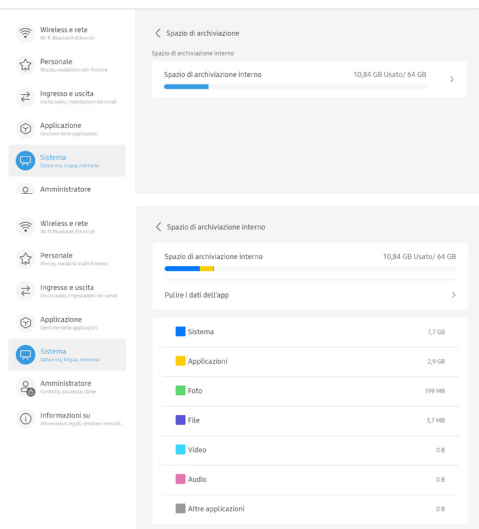 Wireless e rete
Wi-Fi Bluetooth Ethernet
Personale
Sfondo, modalità multi-finestra
Ingresso e uscita
Uscita audio, impostazioni dei canali
Applicazione
Gestione delle applicazioni
Sistema
Data e ora, lingua, memoria
Amministratore
Spazio di archiviazione
Spazio di archiviazione interno
Spazio di archiviazione interno
10,84 GB Usato/ 64 GB
Wireless e rete
Wi-Fi Bluetooth Ethernet
Personale
Sfondo, modalità multi-finestra
Ingresso e uscita
Uscita audio, impostazioni dei canali
Applicazione
Gestione delle applicazioni
Sistema
Data e ora, lingua, memoria
Amministratore
Controllo, sicurezza, clone
Informazioni su
Informazioni legali, versione interatti...
Spazio di archiviazione interno
Spazio di archiviazione interno
10,84 GB Usato/ 64 GB
Pulire i dati dell'app
Sistema
7,7 GB
Applicazioni
2,9 GB
Foto
199 MB
File
3,7 MB
Video
0 B
Audio
0 B
Altre applicazioni
0 B